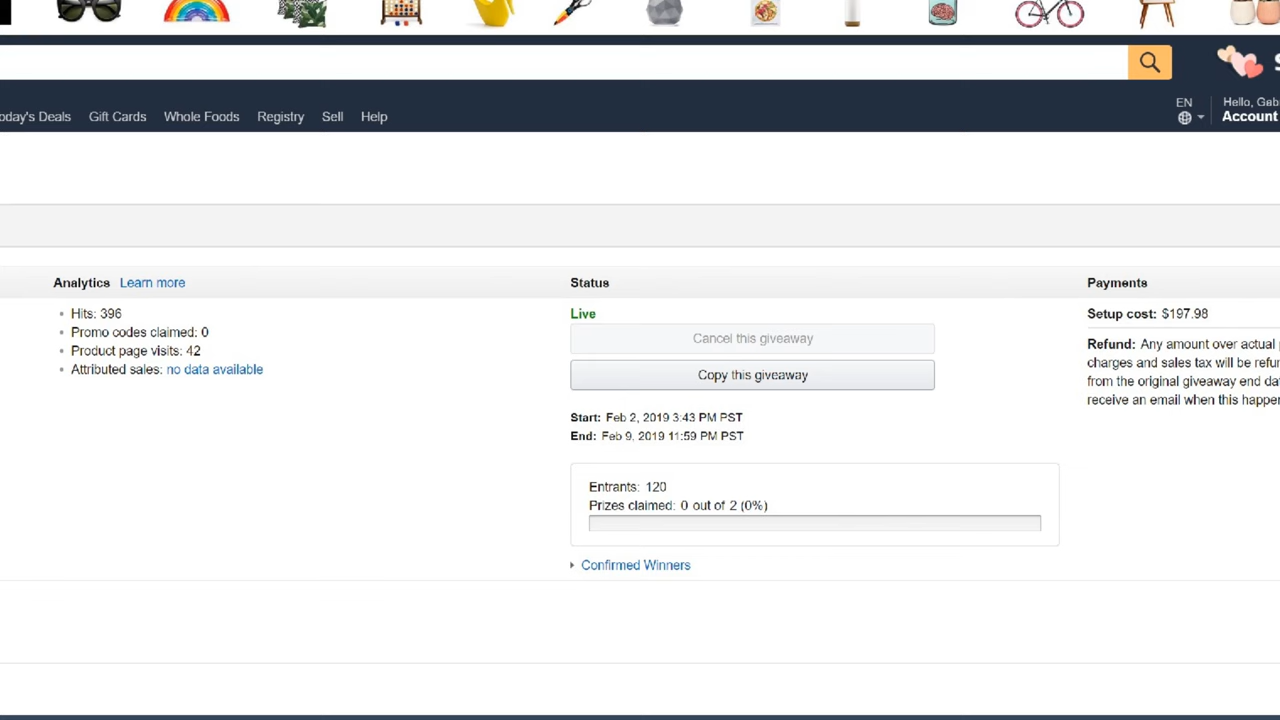 Today's Deals Gift Cards Whole Foods Registry Sell Help
EN
Hello, Gab
Account
Analytics Learn more
Hits: 396
Promo codes claimed: 0
Product page visits: 42
Attributed sales: no data available
Status
Live
Cancel this giveaway
Copy this giveaway
Start: Feb 2, 2019 3:43 PM PST
End: Feb 9, 2019 11:59 PM PST
Entrants: 120
Prizes claimed: 0 out of 2 (0%)
Confirmed Winners
Payments
Setup cost: $197.98
Refund: Any amount over actual
charges and sales tax will be
from the original giveaway end
receive an email when this